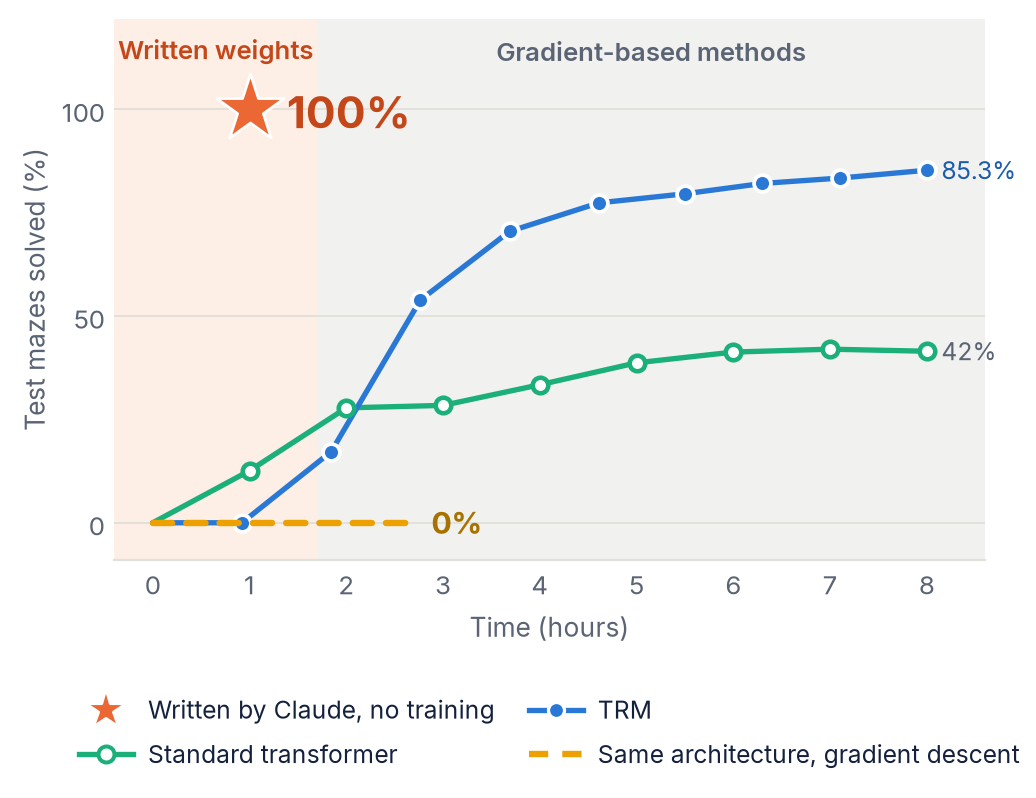 Written weights
Gradient-based methods
100%
100
50
0
Test mazes solved (%)
85.3%
42%
0%
0 1 2 3 4 5 6 7 8
Time (hours)
Written by Claude, no training
TRM
Standard transformer
Same architecture, gradient descent